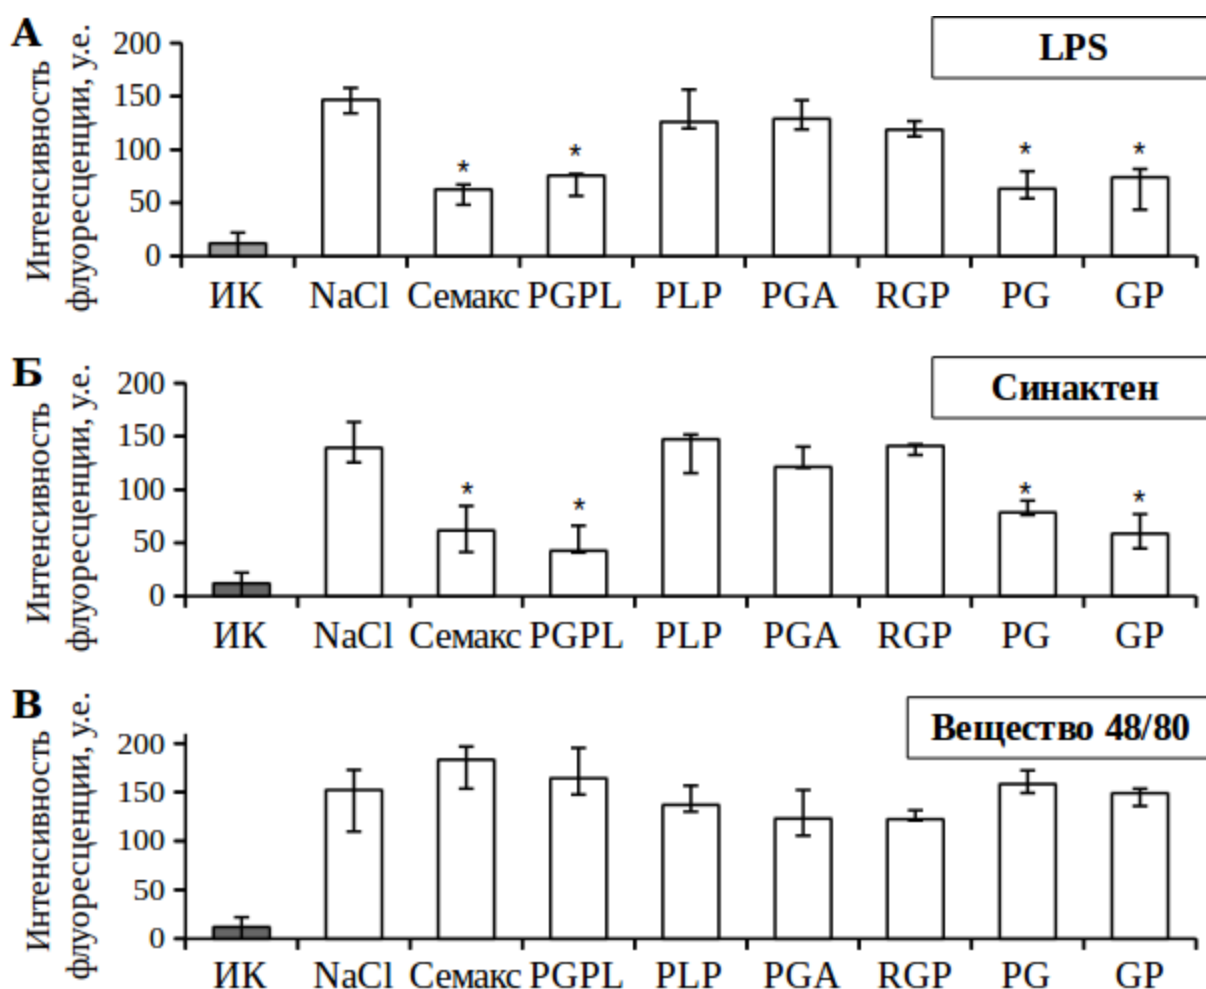 А
LPS
Интенсивность
флуоресценции, у.е.
200
150
100
50
0
* * * *
ИК NaCl Семакс PGPL PLP PGA RGP PG GP
Б
Синактен
Интенсивность
флуоресценции, у.е.
200
150
100
50
0
* * * *
ИК NaCl Семакс PGPL PLP PGA RGP PG GP
В
Вещество 48/80
Интенсивность
флуоресценции, у.е.
200
150
100
50
0
ИК NaCl Семакс PGPL PLP PGA RGP PG GP